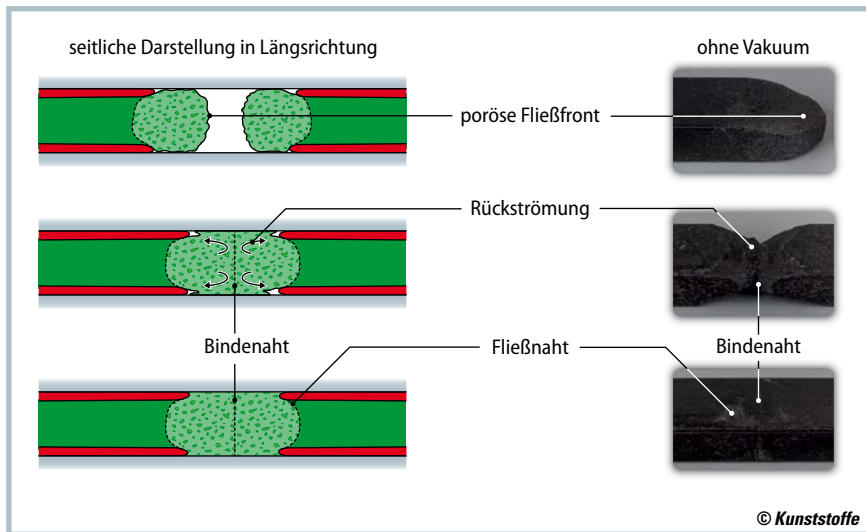 seitliche Darstellung in Längsrichtung
ohne Vakuum
poröse Fließfront
Rückströmung
Bindenaht
Fließnaht
Bindenaht
© Kunststoffe